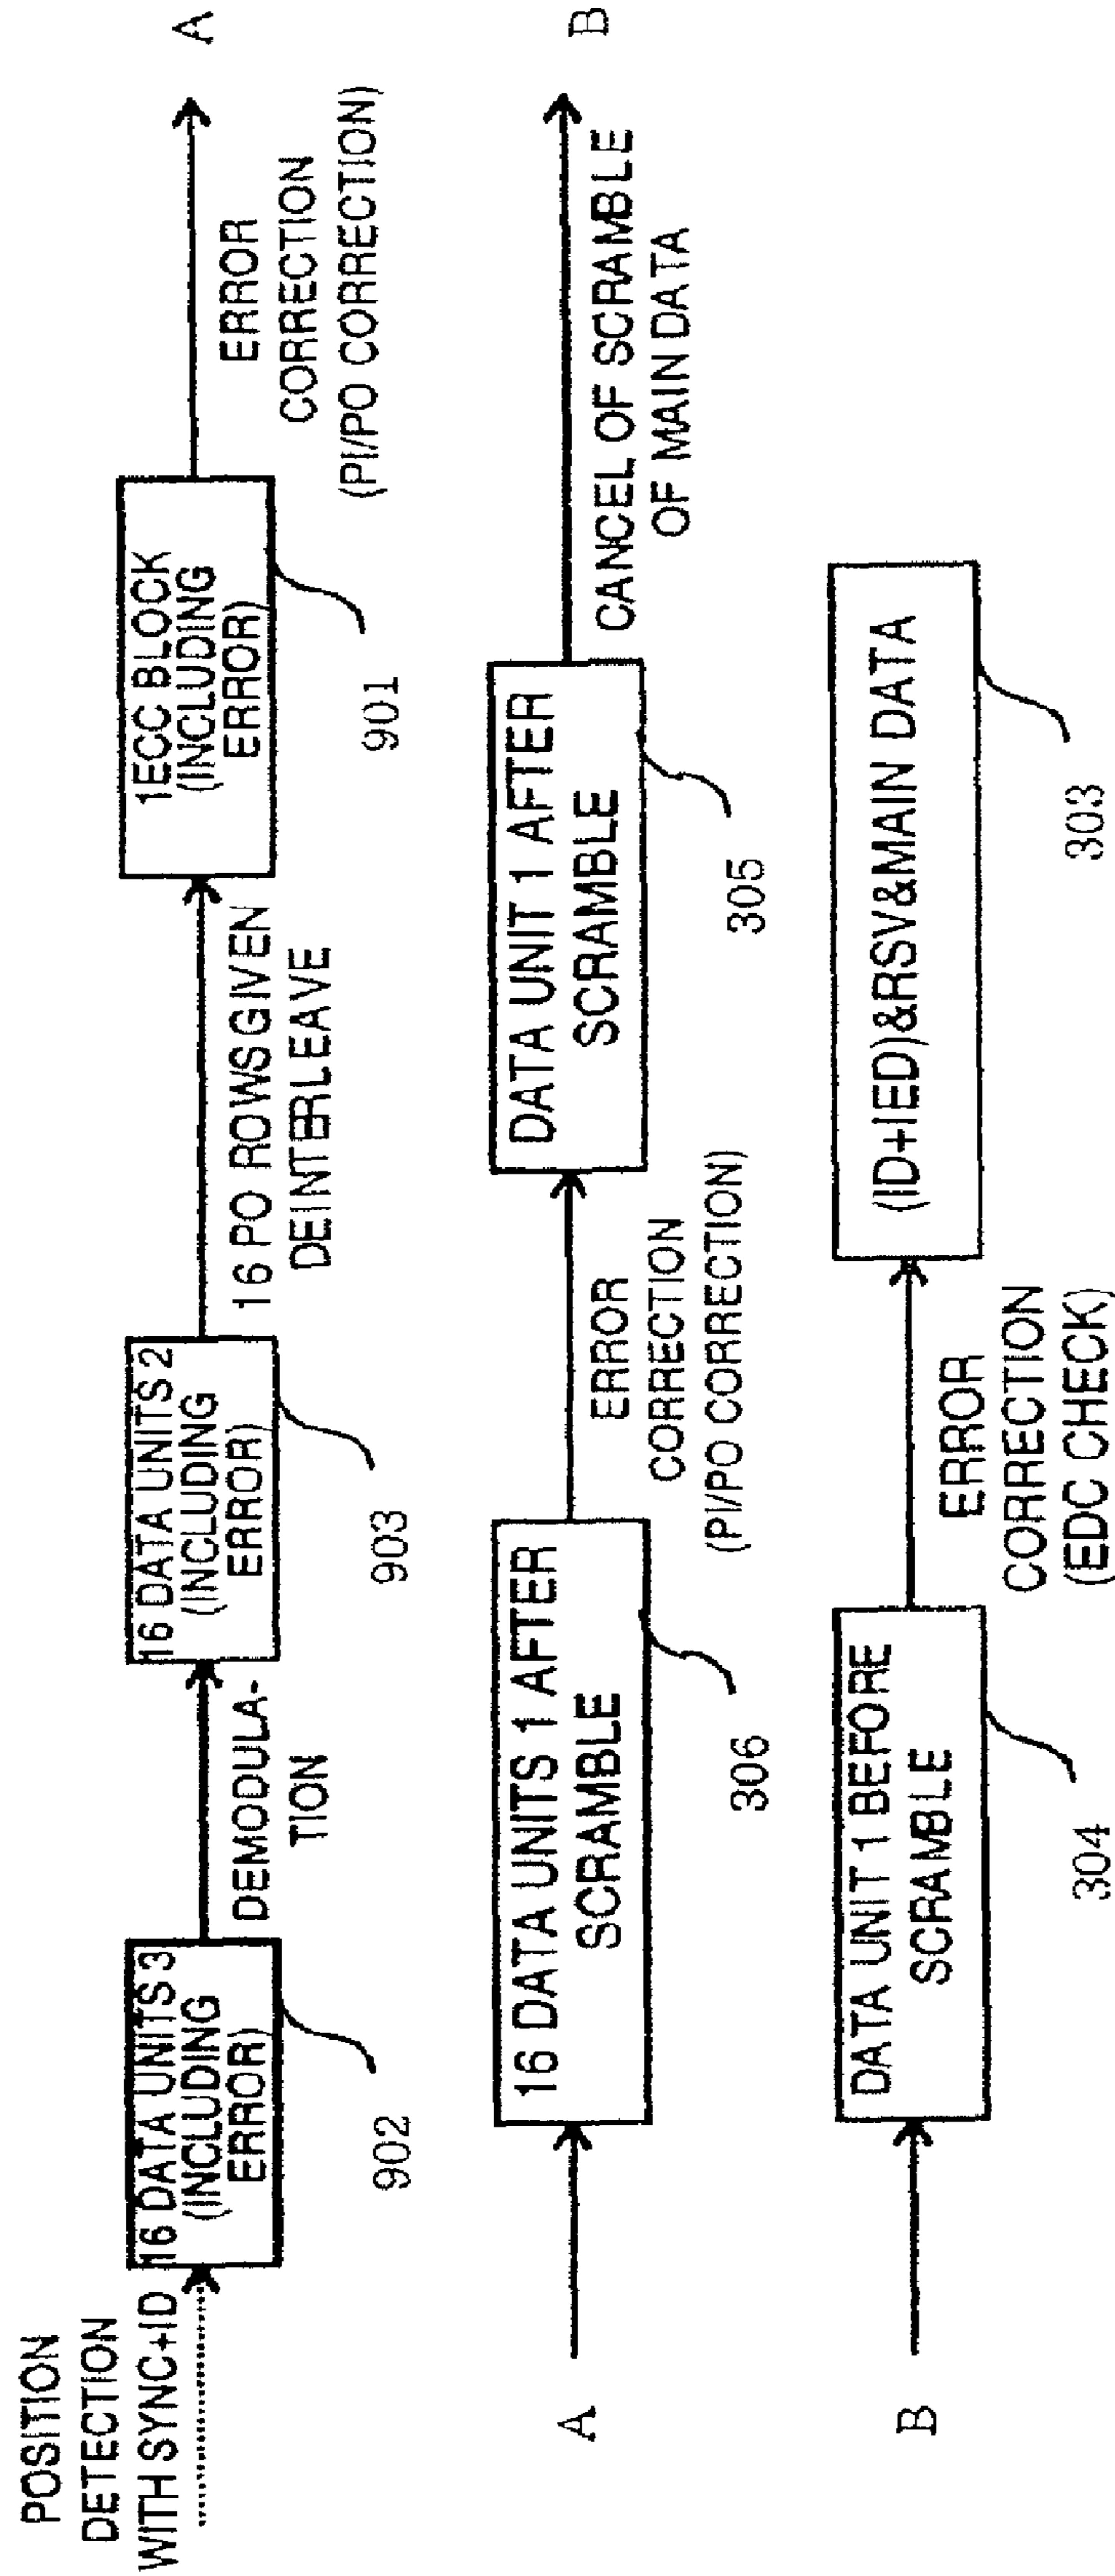 POSITION
DETECTION
WITH SYNC+ID
16 DATA UNITS 3
(INCLUDING
ERROR)
902
DEMODULA-
TION
16 DATA UNITS 2
(INCLUDING
ERROR)
903
16 PO ROWS GIVEN
DEINTERLEAVE
1ECC BLOCK
(INCLUDING
ERROR)
901
ERROR
CORRECTION
(PI/PO CORRECTION)
A
A
16 DATA UNITS 1 AFTER
SCRAMBLE
306
ERROR
CORRECTION
(PI/PO CORRECTION)
DATA UNIT 1 AFTER
SCRAMBLE
305
CANCEL OF SCRAMBLE
OF MAIN DATA
B
B
DATA UNIT 1 BEFORE
SCRAMBLE
304
ERROR
CORRECTION
(EDC CHECK)
(ID+IED)&RSV&MAIN DATA
303